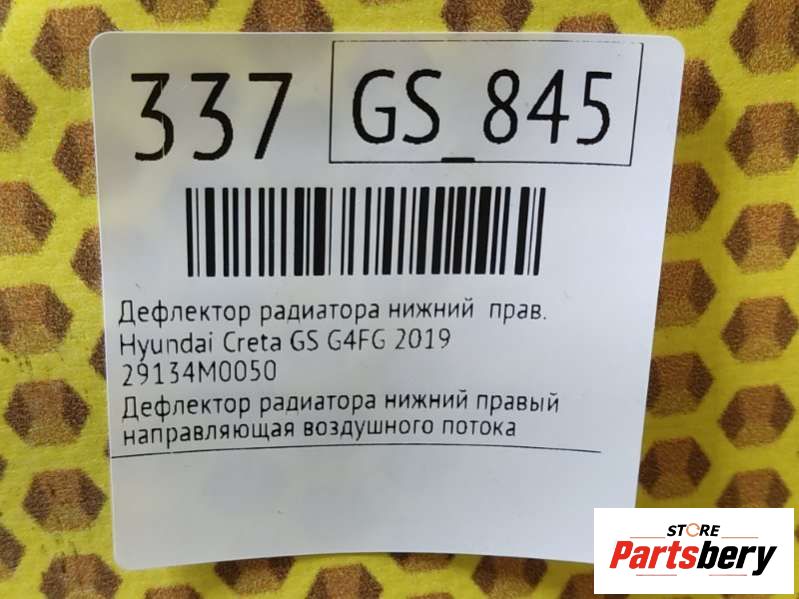 337 GS_845
Дефлектор радиатора нижний прав.
Hyundai Creta GS G4FG 2019
29134M0050
Дефлектор радиатора нижний правый
направляющая воздушного потока
STORE
Partsbery